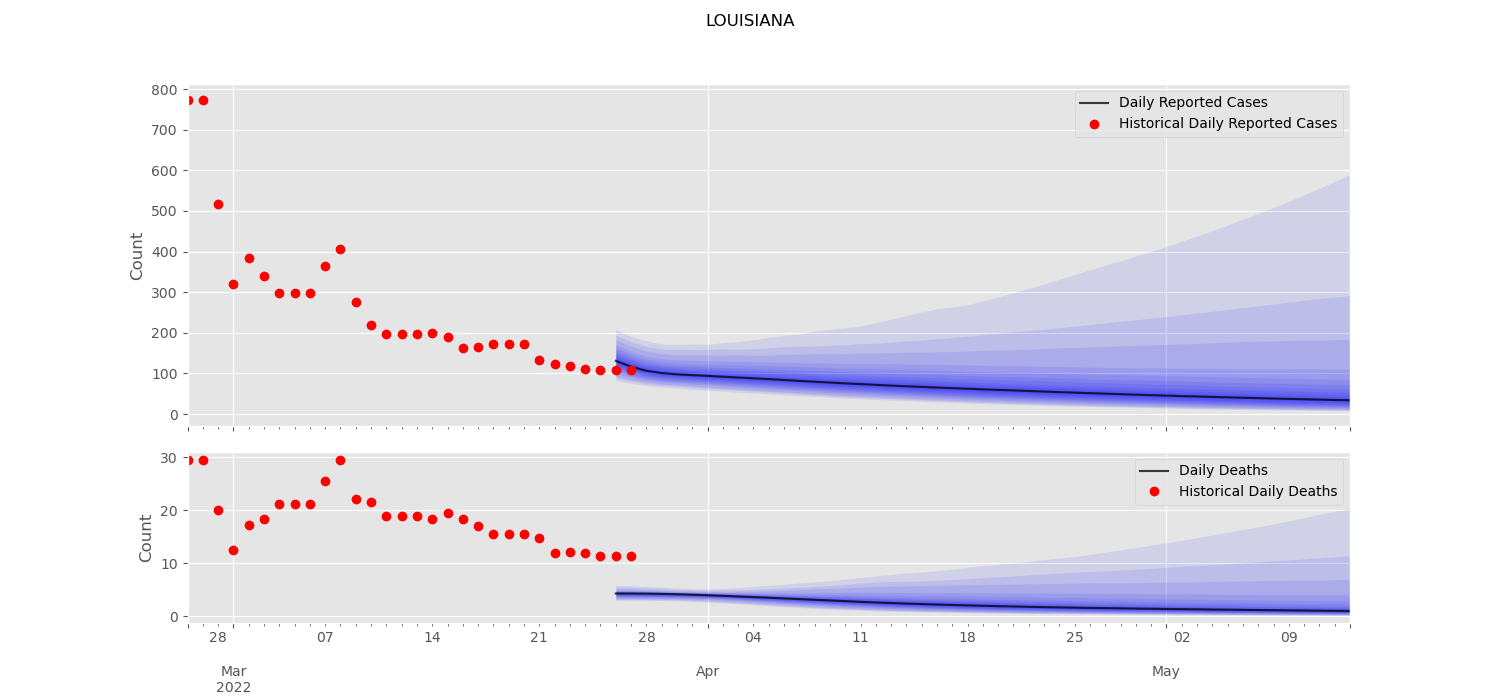 LOUISIANA
800
700
600
500
400
300
200
100
0
Count
Daily Reported Cases
Historical Daily Reported Cases
30
20
10
0
Count
Daily Deaths
Historical Daily Deaths
28 07 14 21 28 04 11 18 25 02 09
Mar Apr May
2022